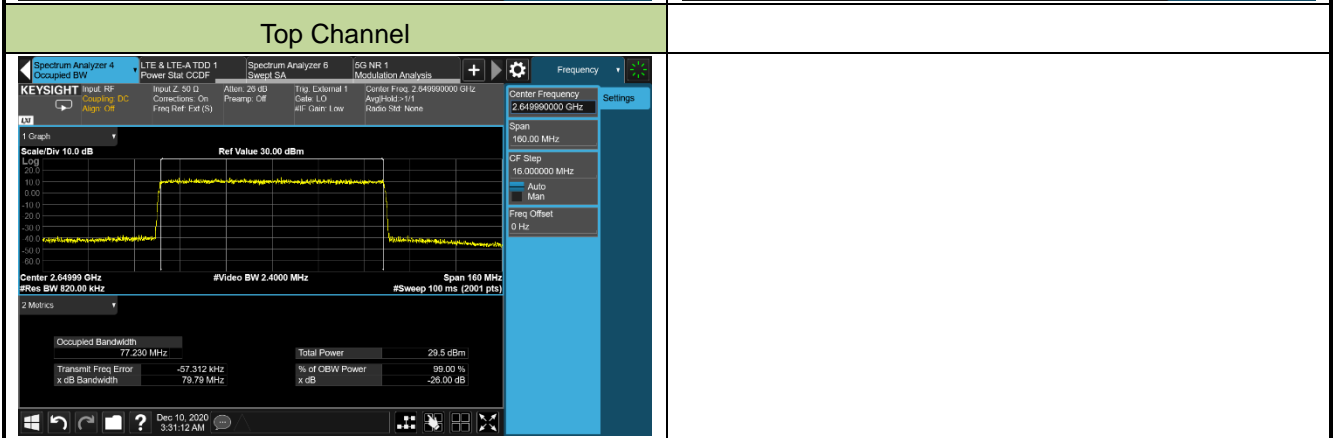 Top Channel
Spectrum Analyzer 4
Occupied BW
LTE & LTE-A TDD 1
Power Stat CCDF
Spectrum Analyzer 6
Swept SA
5G NR 1
Modulation Analysis
+
Frequency
KEYSIGHT
Input: RF
Coupling: DC
Align: Off
Input Z: 50 Ω
Corrections: On
Freq Ref: Ext (S)
Atten: 26 dB
Preamp: Off
Trig: External 1
Gate: LO
#IF Gain: Low
Center Freq: 2.649990000 GHz
Avg|Hold:>1/1
Radio Std: None
LXI
Center Frequency
2.649990000 GHz
Settings
Span
160.00 MHz
CF Step
16.000000 MHz
Auto
Man
Freq Offset
0 Hz
1 Graph
Scale/Div 10.0 dB
Ref Value 30.00 dBm
Log
20.0
10.0
0.00
-10.0
-20.0
-30.0
-40.0
-50.0
-60.0
Center 2.64999 GHz
#Video BW 2.4000 MHz
Span 160 MHz
#Res BW 820.00 kHz
#Sweep 100 ms (2001 pts)
2 Metrics
Occupied Bandwidth
77.230 MHz
Total Power 29.5 dBm
Transmit Freq Error -57.312 kHz
% of OBW Power 99.00 %
x dB Bandwidth 79.79 MHz
x dB -26.00 dB
?
Dec 10, 2020
3:31:12 AM